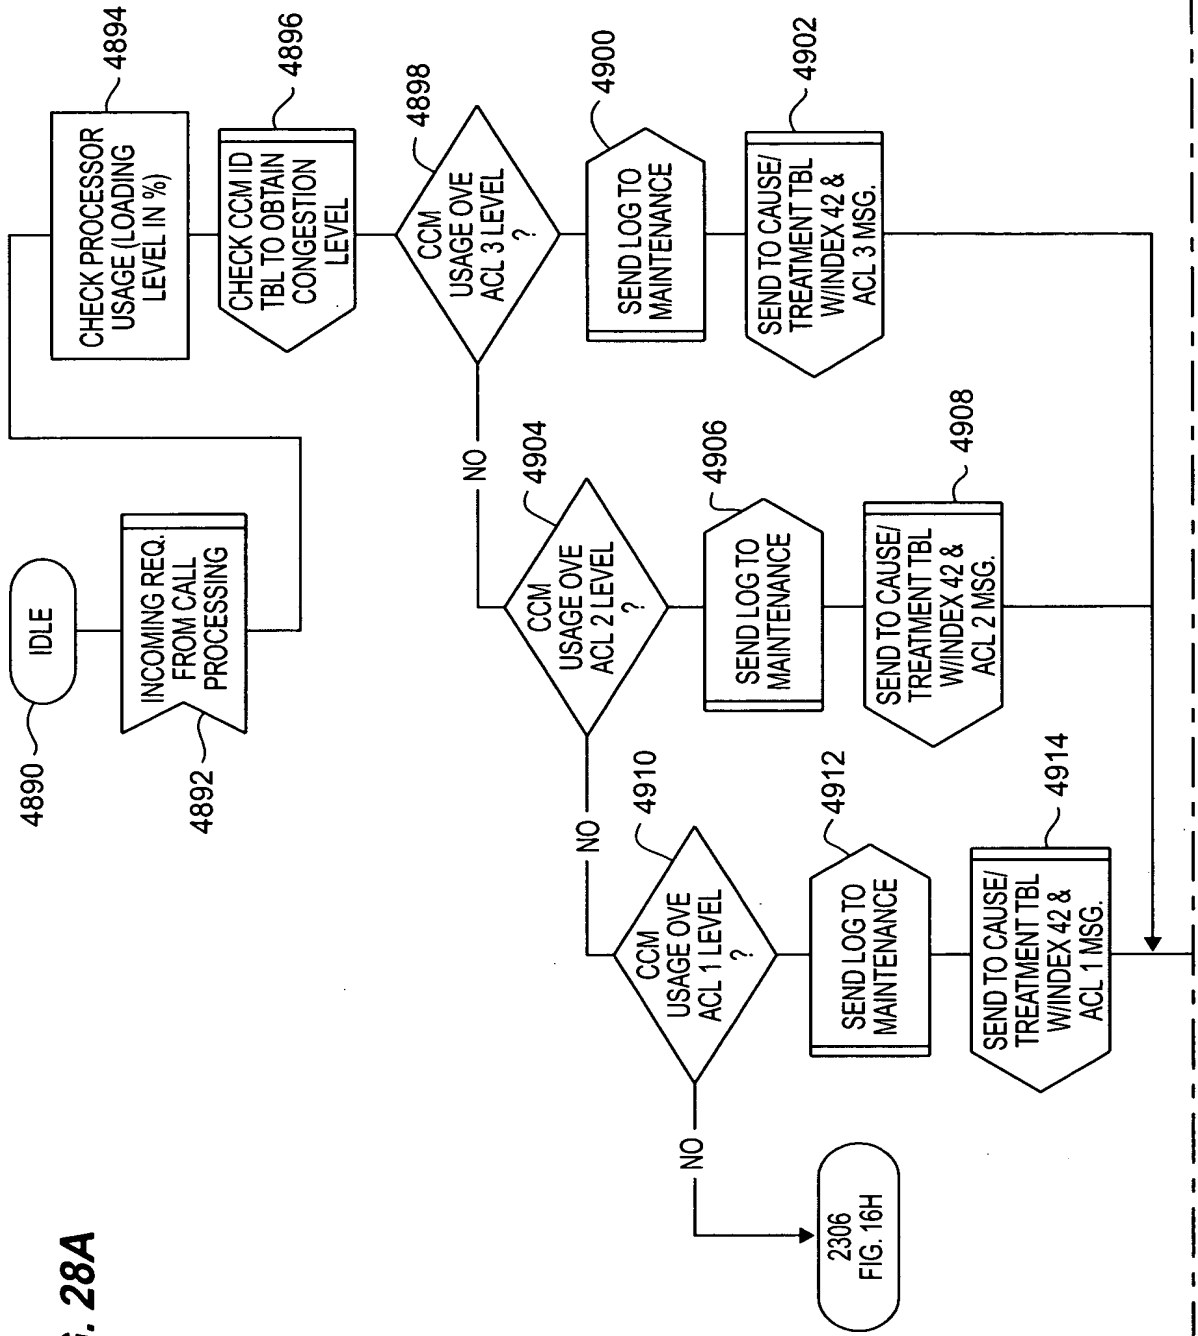 IDLE
4890
INCOMING REQ.
FROM CALL
PROCESSING
4892
CHECK PROCESSOR
USAGE (LOADING
LEVEL IN %)
4894
CHECK CCM ID
TBL TO OBTAIN
CONGESTION
LEVEL
4896
CCM
USAGE OVE
ACL 3 LEVEL
?
4898
NO
SEND LOG TO
MAINTENANCE
4900
SEND TO CAUSE/
TREATMENT TBL
W/INDEX 42 &
ACL 3 MSG.
4902
CCM
USAGE OVE
ACL 2 LEVEL
?
4904
NO
SEND LOG TO
MAINTENANCE
4906
SEND TO CAUSE/
TREATMENT TBL
W/INDEX 42 &
ACL 2 MSG.
4908
CCM
USAGE OVE
ACL 1 LEVEL
?
4910
NO
SEND LOG TO
MAINTENANCE
4912
SEND TO CAUSE/
TREATMENT TBL
W/INDEX 42 &
ACL 1 MSG.
4914
2306
FIG. 16H
28A